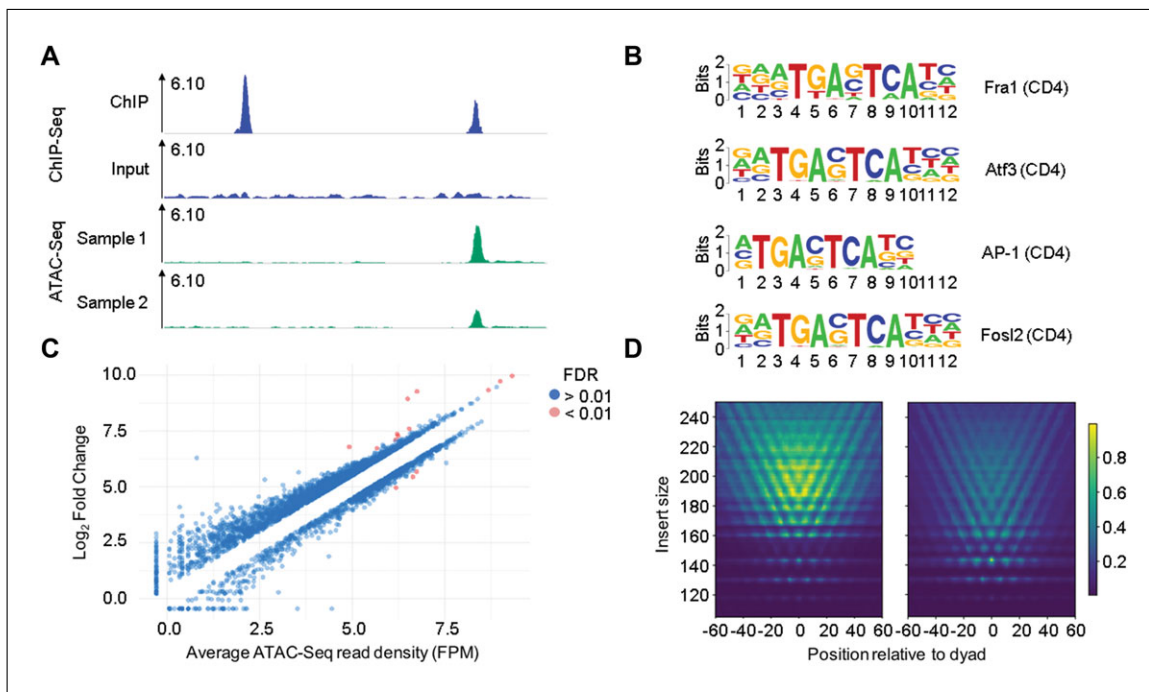 A
ChIP-Seq
ChIP
6.10
Input
6.10
ATAC-Seq
Sample 1
6.10
Sample 2
6.10
B
Bits
2
1
0
1 2 3 4 5 6 7 8 9 10 11 12
Fra1 (CD4)
Bits
2
1
0
1 2 3 4 5 6 7 8 9 10 11 12
Atf3 (CD4)
Bits
2
1
0
1 2 3 4 5 6 7 8 9 10 11 12
AP-1 (CD4)
Bits
2
1
0
1 2 3 4 5 6 7 8 9 10 11 12
Fosl2 (CD4)
C
Log2 Fold Change
10.0
7.5
5.0
2.5
0.0
0.0 2.5 5.0 7.5
Average ATAC-Seq read density (FPM)
FDR
> 0.01
< 0.01
D
Insert size
240
220
200
180
160
140
120
-60 -40 -20 0 20 40 60
-60 -40 -20 0 20 40 60
Position relative to dyad
0.8
0.6
0.4
0.2